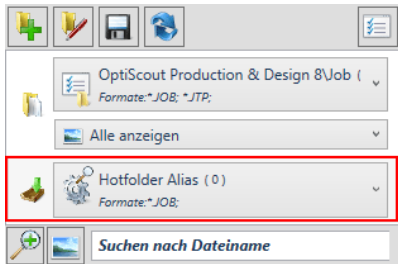 OptiScout Production & Design 8\Job (
Formate:*.JOB; *.JTP;
Alle anzeigen
Hotfolder Alias ( 0 )
Formate:*.JOB;
Suchen nach Dateiname